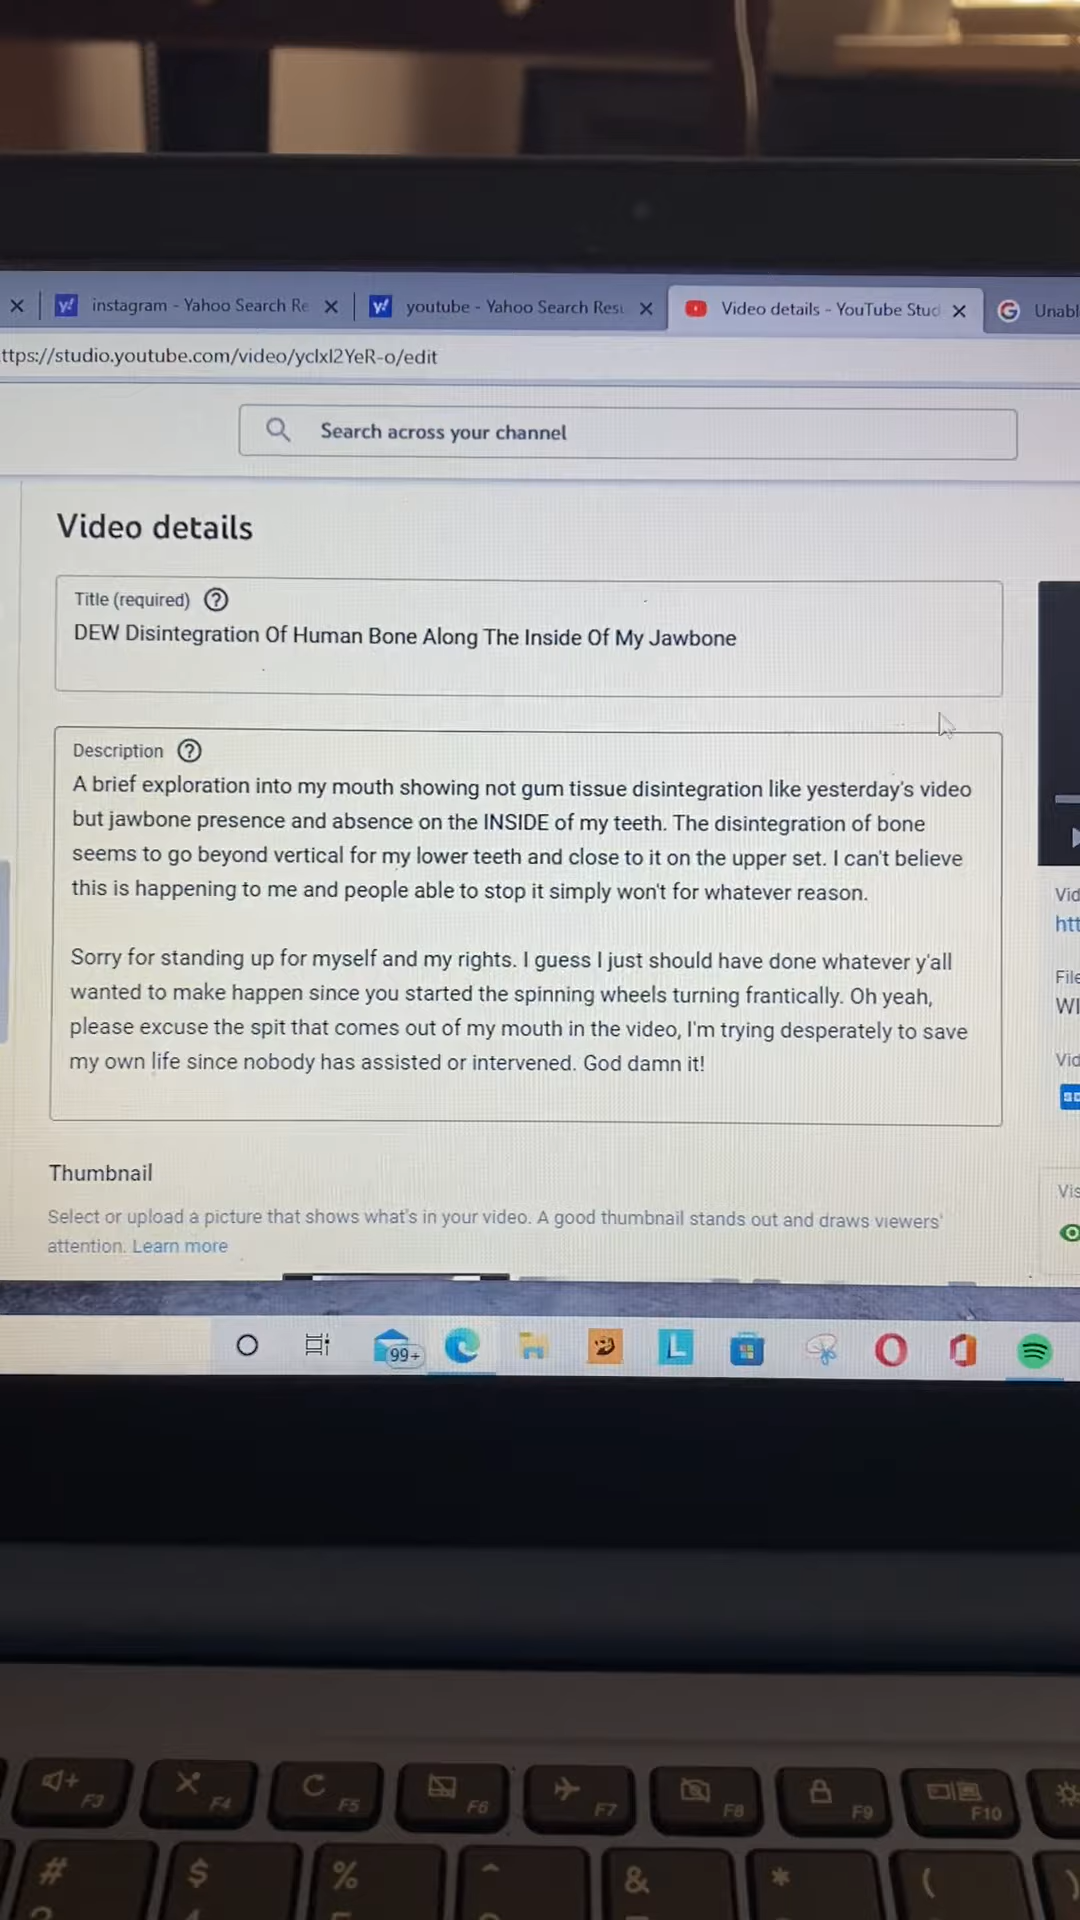 instagram - Yahoo Search Re
youtube - Yahoo Search Resu
Video details - YouTube Stud
Unabl
ttps://studio.youtube.com/video/yclxl2YeR-o/edit
Search across your channel
Video details
Title (required)
DEW Disintegration Of Human Bone Along The Inside Of My Jawbone
Description
A brief exploration into my mouth showing not gum tissue disintegration like yesterday's video
but jawbone presence and absence on the INSIDE of my teeth. The disintegration of bone
seems to go beyond vertical for my lower teeth and close to it on the upper set. I can't believe
this is happening to me and people able to stop it simply won't for whatever reason.
Sorry for standing up for myself and my rights. I guess I just should have done whatever y'all
wanted to make happen since you started the spinning wheels turning frantically. Oh yeah,
please excuse the spit that comes out of my mouth in the video, I'm trying desperately to save
my own life since nobody has assisted or intervened. God damn it!
Vid
htt
File
WI
Vid
Vis
Thumbnail
Select or upload a picture that shows what's in your video. A good thumbnail stands out and draws viewers'
attention. Learn more
99+
L
F3 F4 F5 F6 F7 F8 F9 F10
# $ % ^ & * ( )